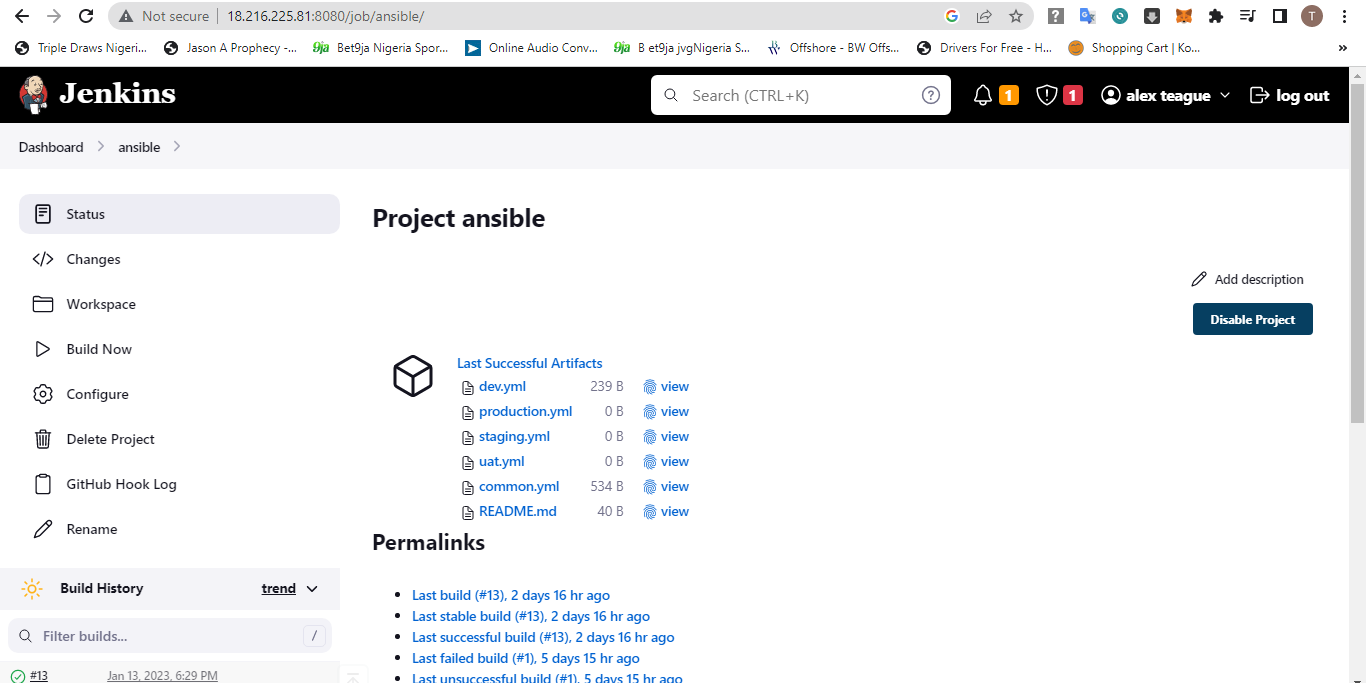 Not secure 18.216.225.81:8080/job/ansible/ T
Triple Draws Nigeri... Jason A Prophecy -... 9ja Bet9ja Nigeria Spor... Online Audio Conv... 9ja B et9ja jvgNigeria S... Offshore - BW Offs... Drivers For Free - H... Shopping Cart | Ko... »
Jenkins Search (CTRL+K) 1 1 alex teague log out
Dashboard ansible
Status
Project ansible
Changes
Add description
Workspace
Disable Project
Build Now
Last Successful Artifacts
dev.yml 239 B view
Configure
production.yml 0 B view
staging.yml 0 B view
Delete Project
uat.yml 0 B view
GitHub Hook Log
common.yml 534 B view
README.md 40 B view
Rename
Permalinks
Build History trend
Last build (#13), 2 days 16 hr ago
Last stable build (#13), 2 days 16 hr ago
Filter builds... /
Last successful build (#13), 2 days 16 hr ago
Last failed build (#1), 5 days 15 hr ago
#13 Jan 13, 2023, 6:29 PM
Last unsuccessful build (#1), 5 days 15 hr ago